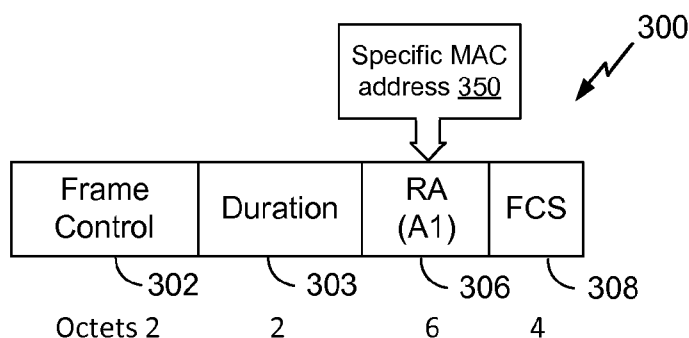 300
Specific MAC
address 350
Frame
Control
Duration
RA
(A1)
FCS
302
303
306
308
Octets 2
2
6
4